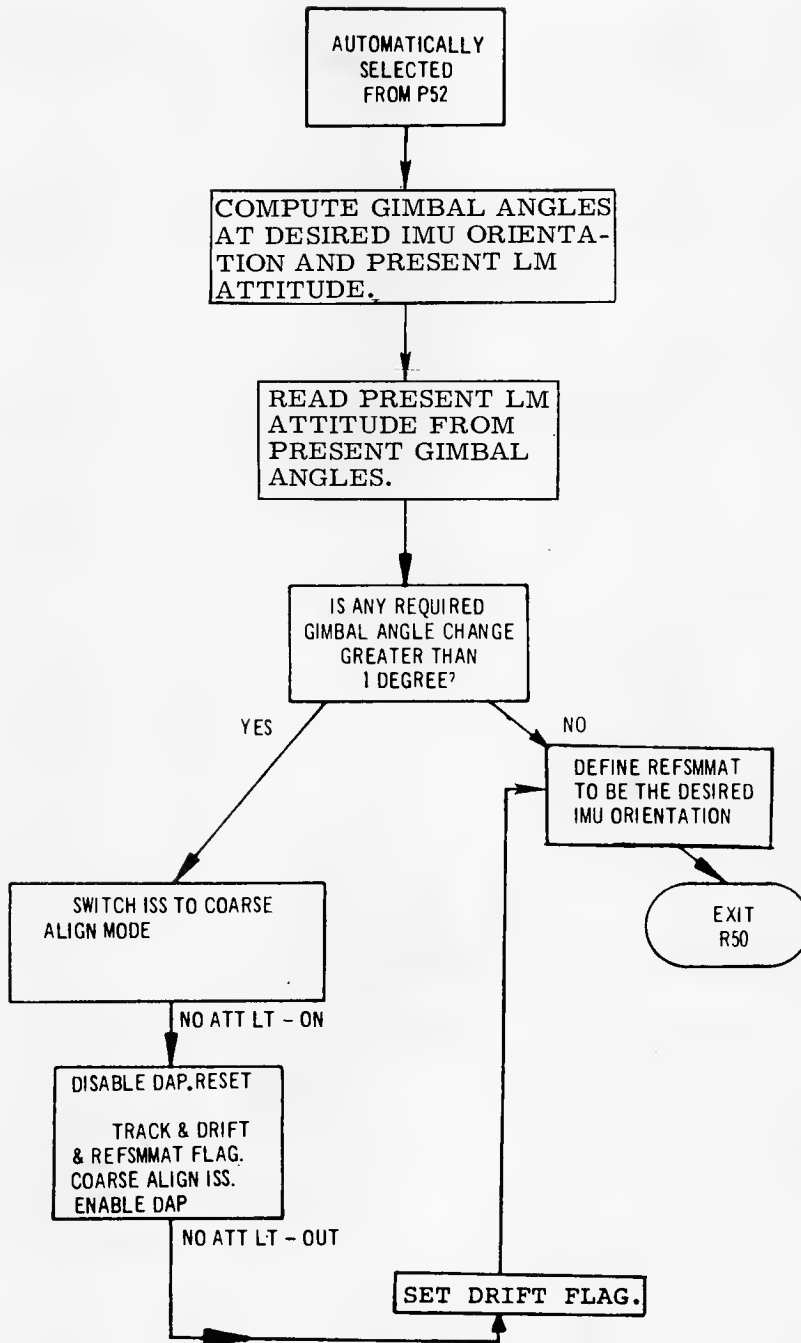 AUTOMATICALLY
SELECTED
FROM P52
COMPUTE GIMBAL ANGLES
AT DESIRED IMU ORIENTA-
TION AND PRESENT LM
ATTITUDE.
READ PRESENT LM
ATTITUDE FROM
PRESENT GIMBAL
ANGLES.
IS ANY REQUIRED
GIMBAL ANGLE CHANGE
GREATER THAN
1 DEGREE?
YES
NO
DEFINE REFSMMAT
TO BE THE DESIRED
IMU ORIENTATION
EXIT
R50
SWITCH ISS TO COARSE
ALIGN MODE
NO ATT LT - ON
DISABLE DAP.RESET
TRACK & DRIFT
& REFSMMAT FLAG.
COARSE ALIGN ISS.
ENABLE DAP
NO ATT LT - OUT
SET DRIFT FLAG.